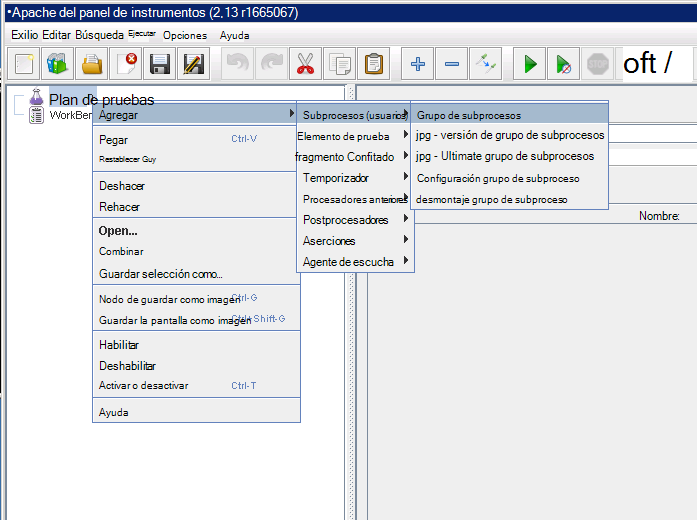 •Apache del panel de instrumentos (2,13 r1665067)
Exilio Editar Búsqueda Ejecutar Opciones Ayuda
STOP
oft /
Plan de pruebas
WorkBen
Agregar
Pegar Ctrl-V
Restablecer Guy
Deshacer
Rehacer
Open...
Combinar
Guardar selección como...
Nodo de guardar como imagen Ctrl-G
Guardar la pantalla como imagen Ctrl+Shift-G
Habilitar
Deshabilitar
Activar o desactivar Ctrl-T
Ayuda
Subprocesos (usuarios)
Elemento de prueba
fragmento Confitado
Temporizador
Procesadores anteriores
Postprocesadores
Aserciones
Agente de escucha
Grupo de subprocesos
jpg - versión de grupo de subprocesos
jpg - Ultimate grupo de subprocesos
Configuración grupo de subproceso
desmontaje grupo de subproceso
Nombre: